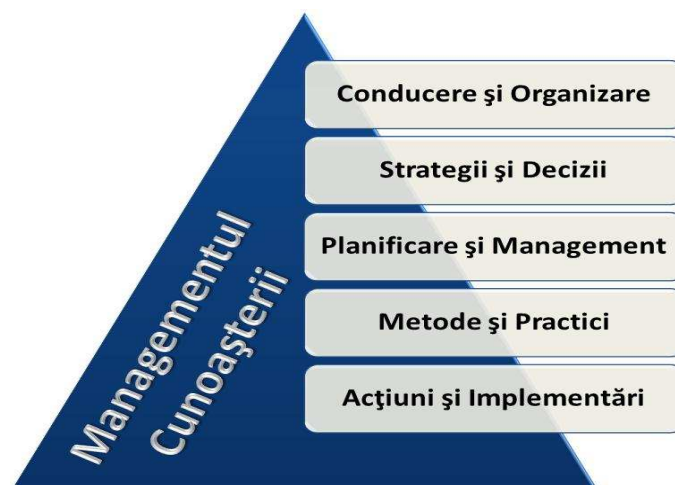 Managementul
Cunoaşterii
Conducere şi Organizare
Strategii şi Decizii
Planificare şi Management
Metode şi Practici
Acţiuni şi Implementări